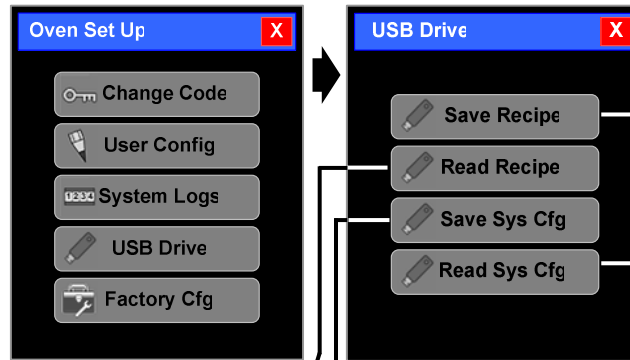 Oven Set Up
X
Change Code
User Config
1234 System Logs
USB Drive
Factory Cfg
USB Drive
X
Save Recipe
Read Recipe
Save Sys Cfg
Read Sys Cfg